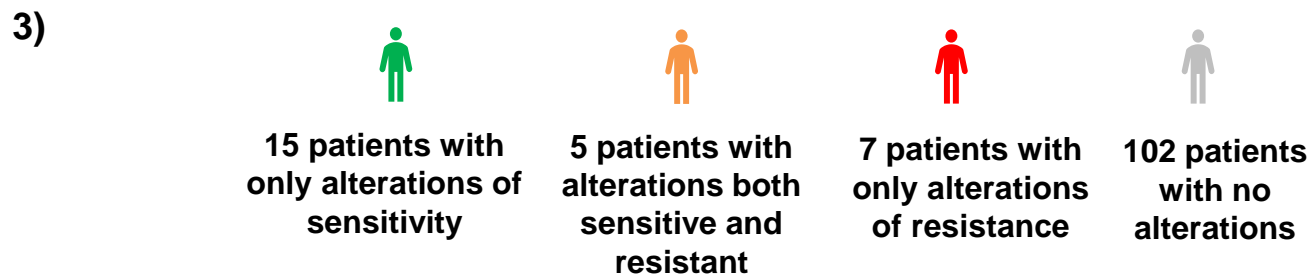 3)
15 patients with
only alterations of
sensitivity
5 patients with
alterations both
sensitive and
resistant
7 patients with
only alterations
of resistance
102 patients
with no
alterations